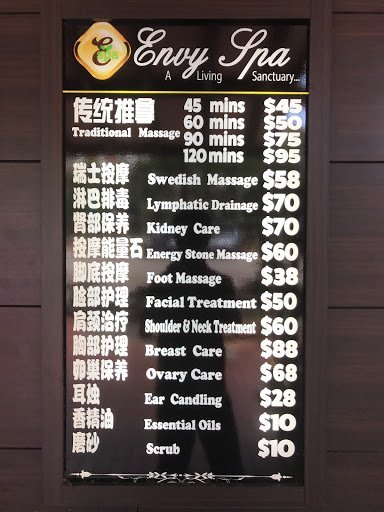 E
spa
Envy Spa
A Living Sanctuary...
传统推拿 45 mins $45
Traditional Massage 60 mins $50
90 mins $75
120 mins $95
瑞士按摩 Swedish Massage $58
淋巴排毒 Lymphatic Drainage $70
肾部保养 Kidney Care $70
按摩能量石 Energy Stone Massage $60
脚底按摩 Foot Massage $38
脸部护理 Facial Treatment $50
肩颈治疗 Shoulder & Neck Treatment $60
胸部护理 Breast Care $88
卵巢保养 Ovary Care $68
耳烛 Ear Candling $28
香精油 Essential Oils $10
磨砂 Scrub $10